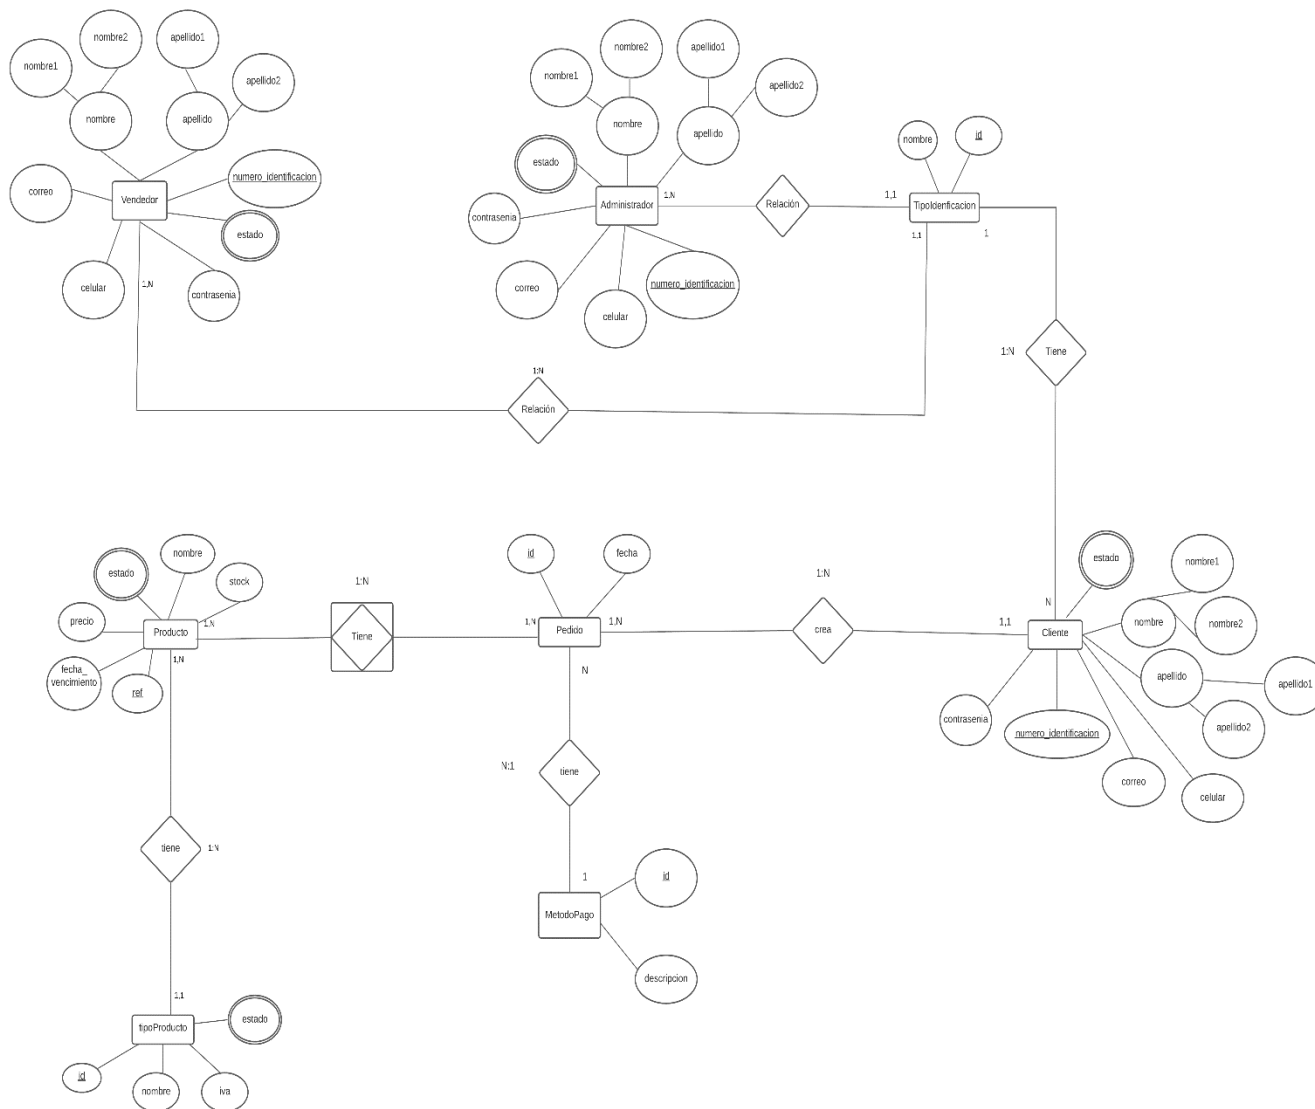 nombre1
nombre2
apellido1
apellido2
nombre
apellido
correo
Vendedor
numero_identificacion
estado
celular
contrasenia
1,N
nombre1
nombre2
apellido1
apellido2
nombre
apellido
estado
contrasenia
Administrador
1,N
Relación
1,1
correo
celular
numero_identificacion
nombre
id
TipoIdenficacion
1,1
1
1:N
Relación
1:N
Tiene
N
estado
nombre
stock
precio
Producto
1,N
1,N
fecha_
vencimiento
ref
1:N
Tiene
id
fecha
1,N
Pedido
1,N
N
1:N
crea
1,1
Cliente
estado
nombre1
nombre
nombre2
apellido
apellido1
apellido2
contrasenia
numero_identificacion
correo
celular
N:1
tiene
1
MetodoPago
id
descripcion
tiene
1:N
1,1
tipoProducto
estado
id
nombre
iva